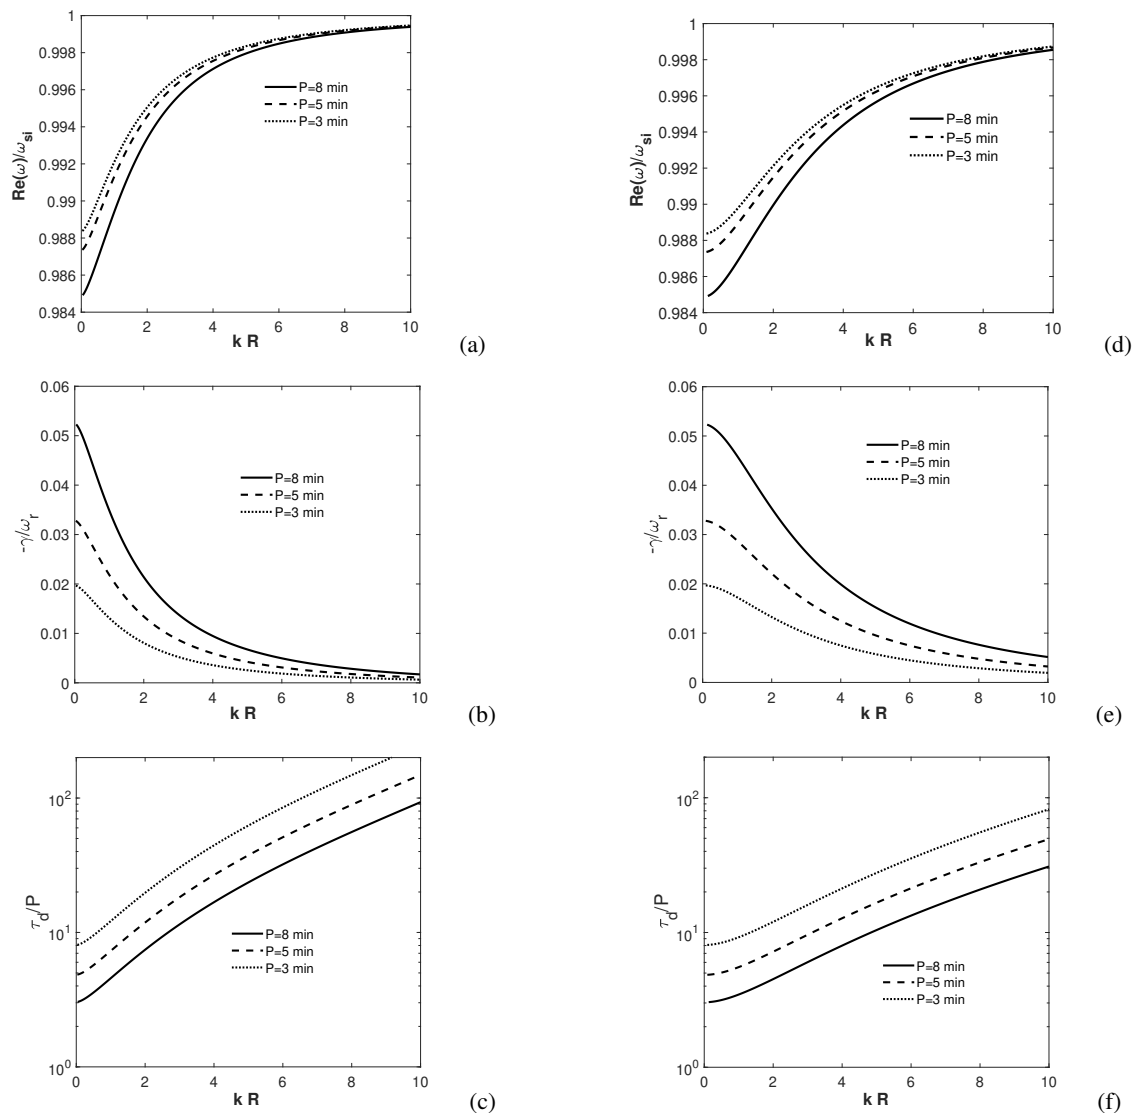 1
0.998
0.996
0.994
0.992
0.99
0.988
0.986
0.984
Re(ω)/ω_si
P=8 min
P=5 min
P=3 min
0 2 4 6 8 10
k R
(a)
1
0.998
0.996
0.994
0.992
0.99
0.988
0.986
0.984
Re(ω)/ω_si
P=8 min
P=5 min
P=3 min
0 2 4 6 8 10
k R
(d)
0.06
0.05
0.04
0.03
0.02
0.01
0
-γ/ω_r
P=8 min
P=5 min
P=3 min
0 2 4 6 8 10
k R
(b)
0.06
0.05
0.04
0.03
0.02
0.01
0
-γ/ω_r
P=8 min
P=5 min
P=3 min
0 2 4 6 8 10
k R
(e)
10^2
10^1
10^0
τ_d/P
P=8 min
P=5 min
P=3 min
0 2 4 6 8 10
k R
(c)
10^2
10^1
10^0
τ_d/P
P=8 min
P=5 min
P=3 min
0 2 4 6 8 10
k R
(f)